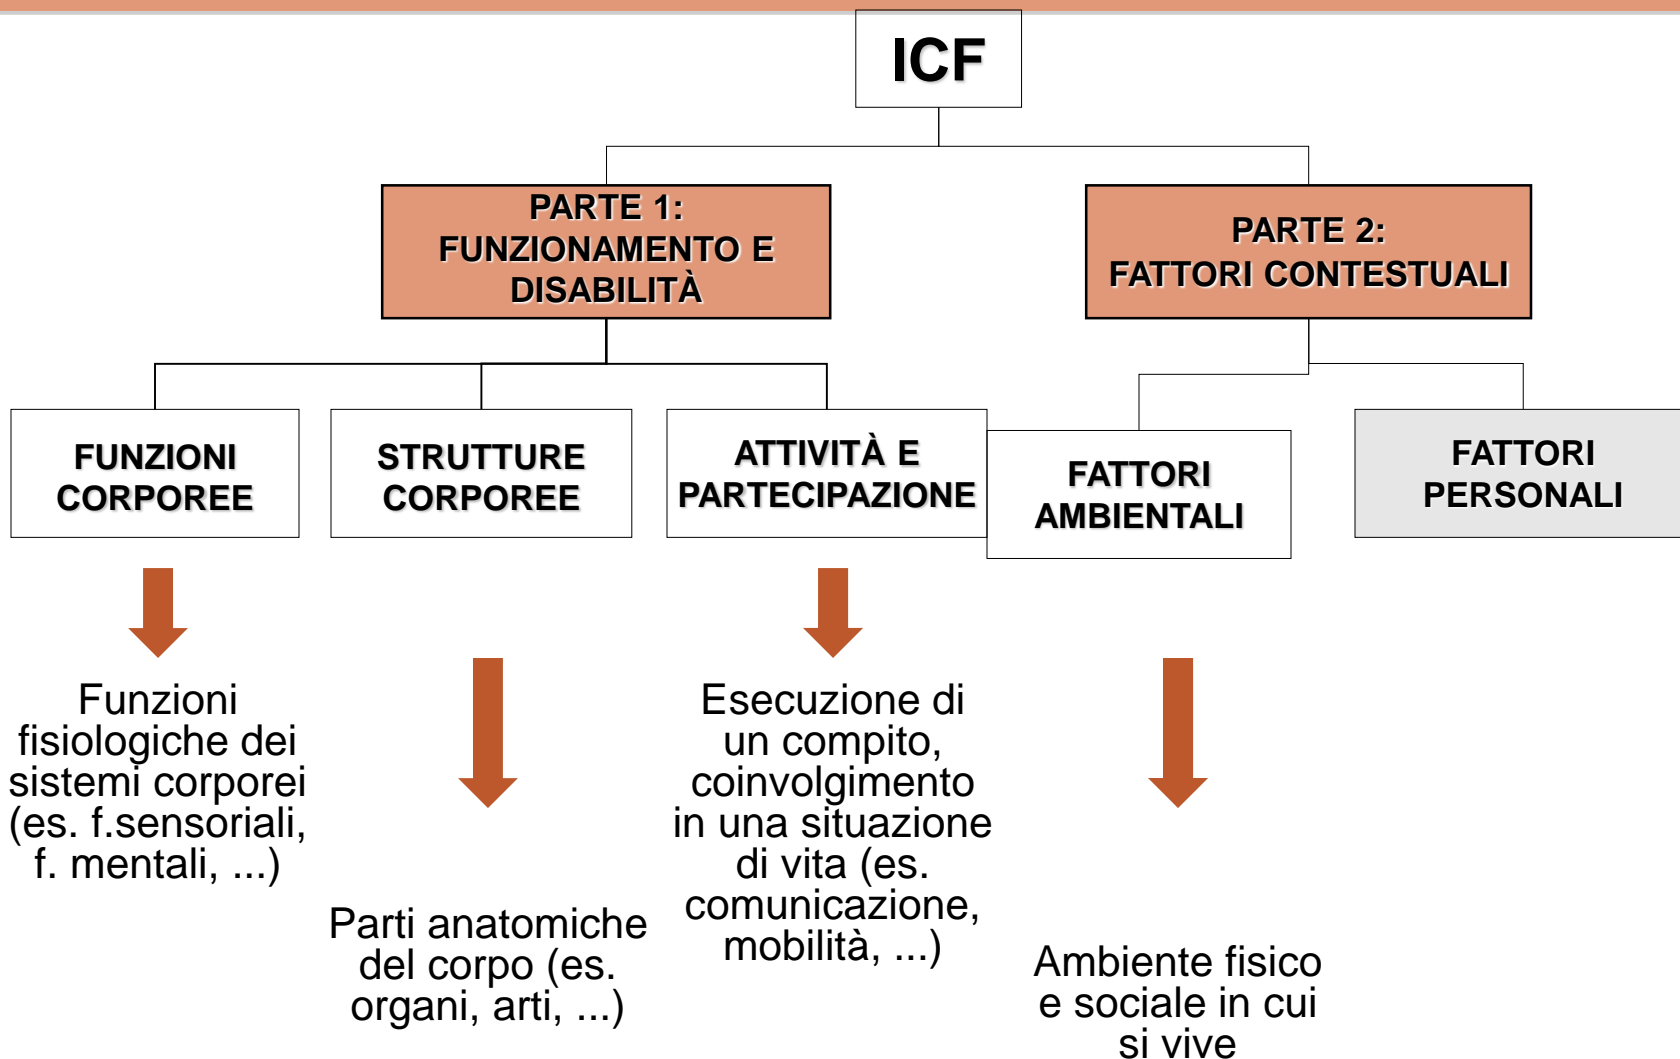 ICF
PARTE 1:
FUNZIONAMENTO E
DISABILITÀ
PARTE 2:
FATTORI CONTESTUALI
FUNZIONI
CORPOREE
STRUTTURE
CORPOREE
ATTIVITÀ E
PARTECIPAZIONE
FATTORI
AMBIENTALI
FATTORI
PERSONALI
Funzioni
fisiologiche dei
sistemi corporei
(es. f.sensoriali,
f. mentali, ...)
Parti anatomiche
del corpo (es.
organi, arti, ...)
Esecuzione di
un compito,
coinvolgimento
in una situazione
di vita (es.
comunicazione,
mobilità, ...)
Ambiente fisico
e sociale in cui
si vive